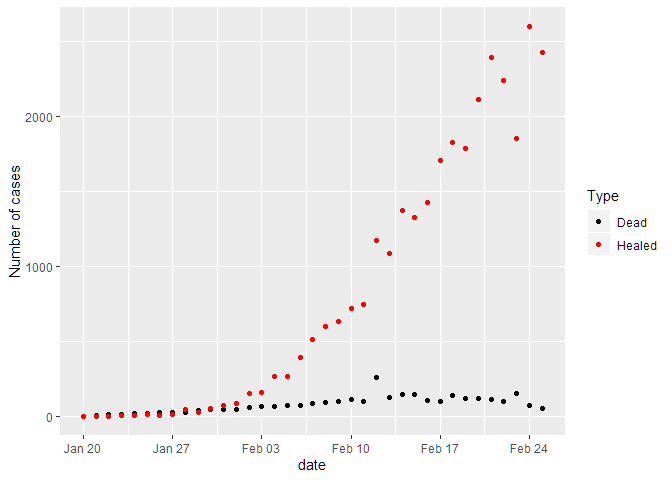 2000
1000
0
Number of cases
Jan 20 Jan 27 Feb 03 Feb 10 Feb 17 Feb 24
date
Type
Dead
Healed